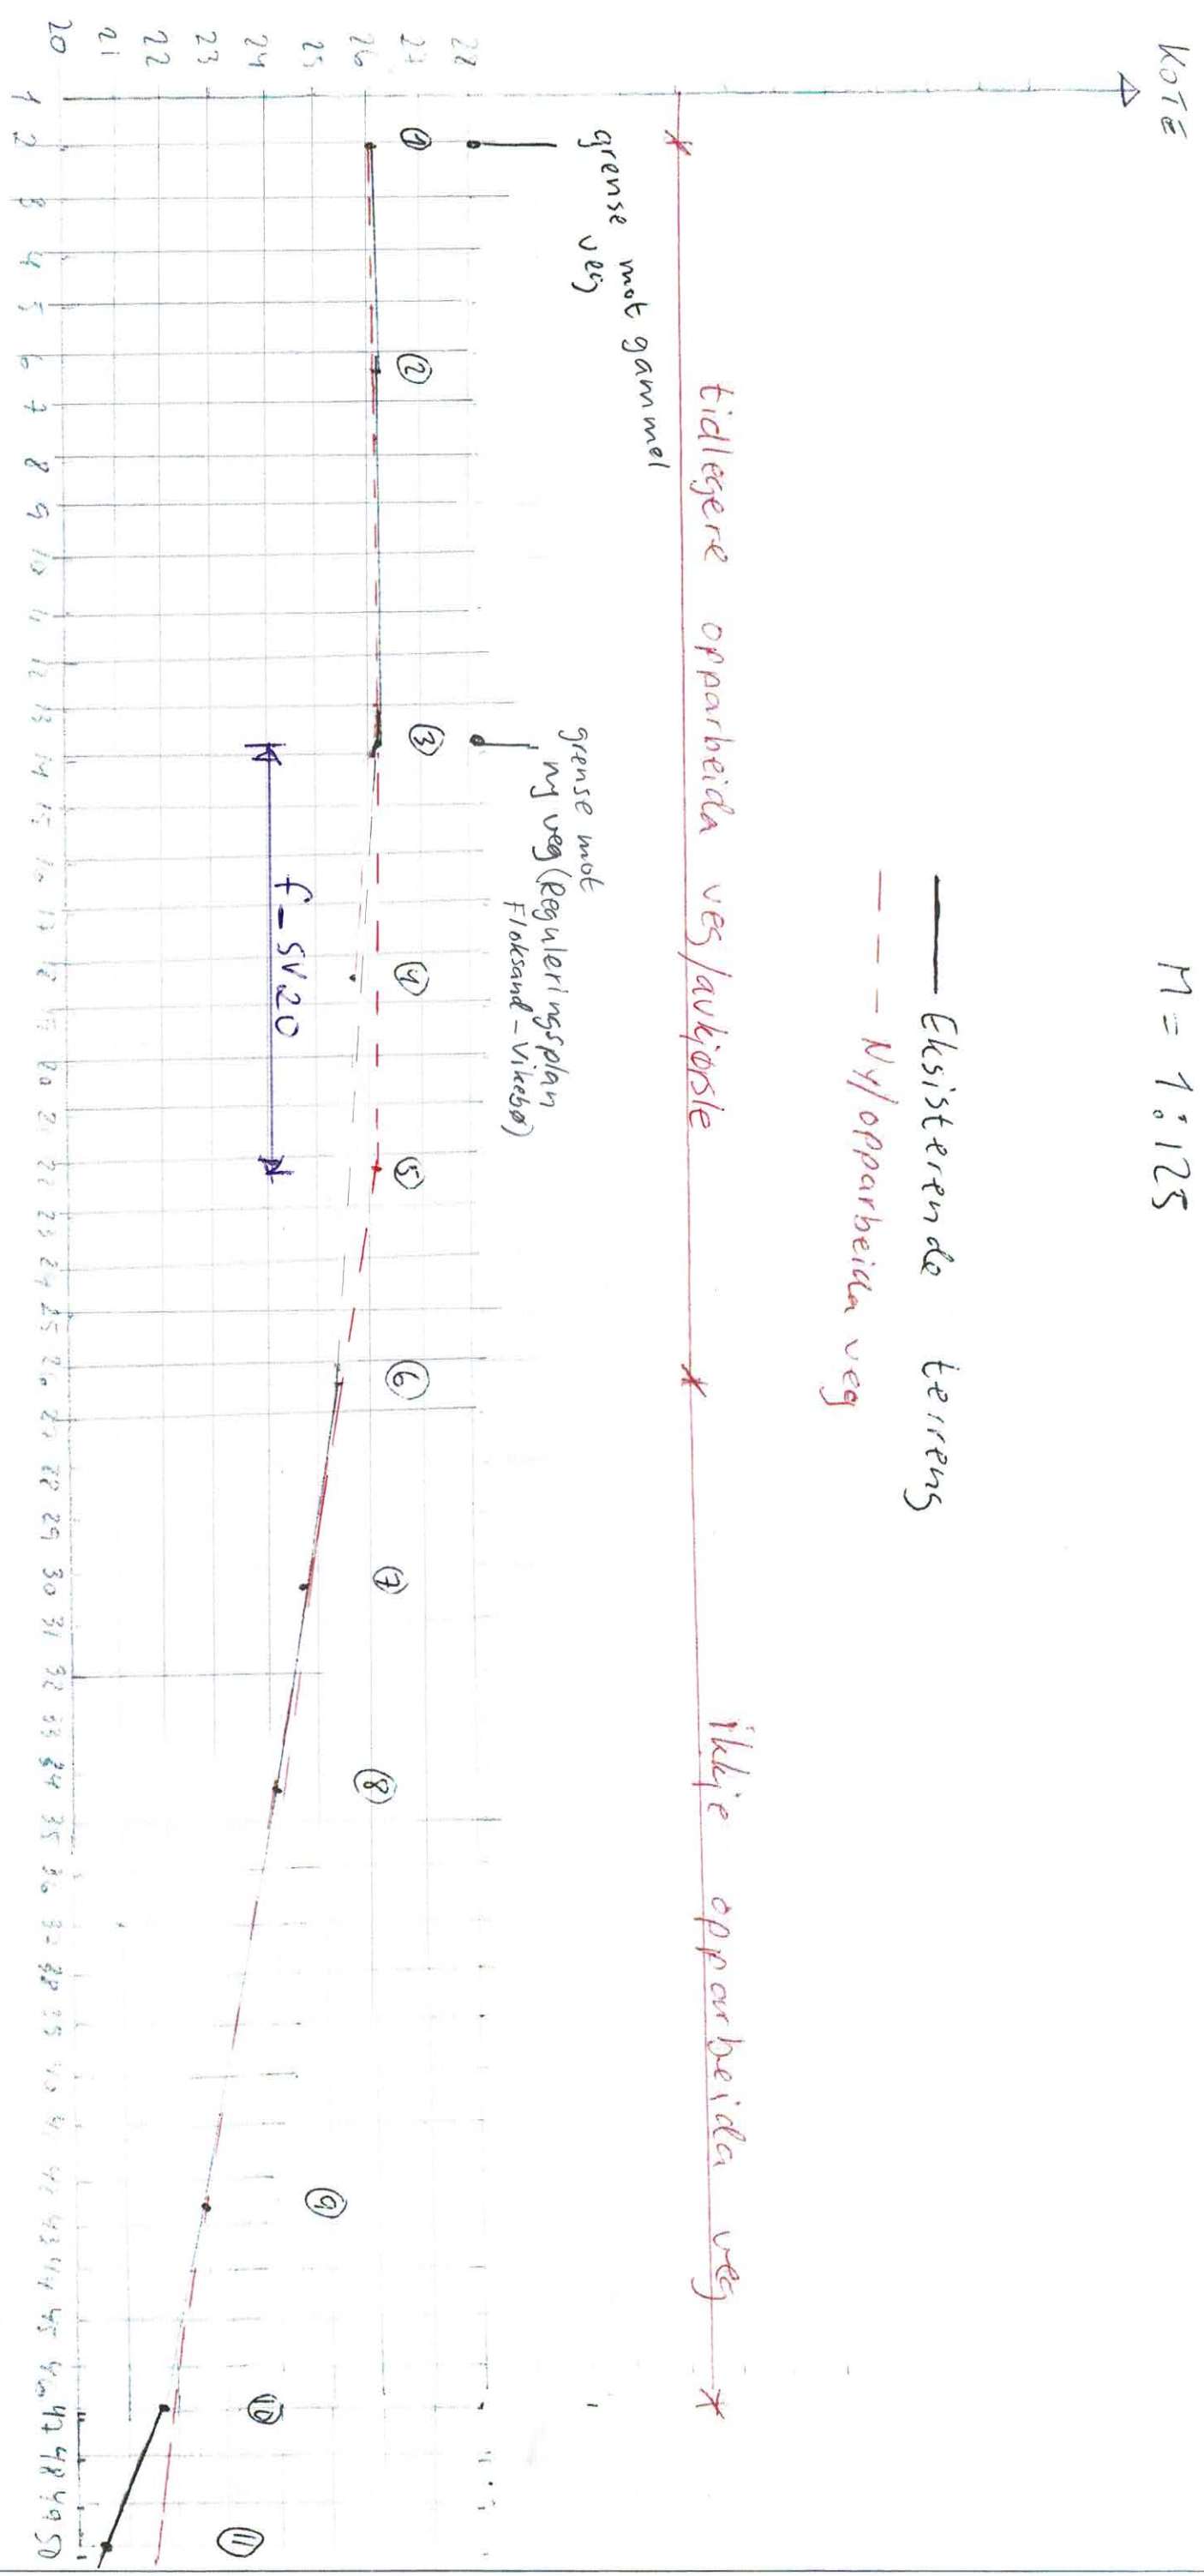 KOTE
M = 1:125
Eksisterende terreng
Ny/opparbeida veg
tidlegere opparbeida veg/avkjørsle
ikkje opparbeida veg
grense mot gammel
veg
grense mot
ny veg (Reguleringsplan
Floksand-Vikebø)
28
27
26
25
24
23
22
21
20
1 2 3 4 5 6 7 8 9 10 11
f_SV20
1 2 3 4 5 6 7 8 9 10 11 12 13 14 15 16 17 18 19 20 21 22 23 24 25 26 27 28 29 30 31 32 33 34 35 36 37 38 39 40 41 42 43 44 45 46 47 48 49 50